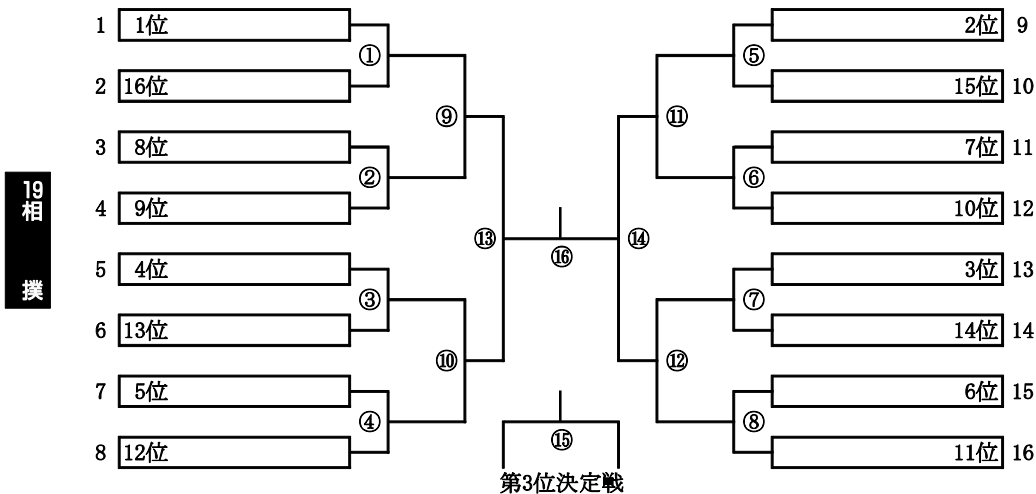 19 相撲
1 1位
①
2 16位
⑨
3 8位
②
4 9位
⑬
5 4位
③
6 13位
⑩
7 5位
④
8 12位
⑯
⑮
第3位決定戦
2位 9
⑤
15位 10
⑪
7位 11
⑥
10位 12
⑭
3位 13
⑦
14位 14
⑫
6位 15
⑧
11位 16